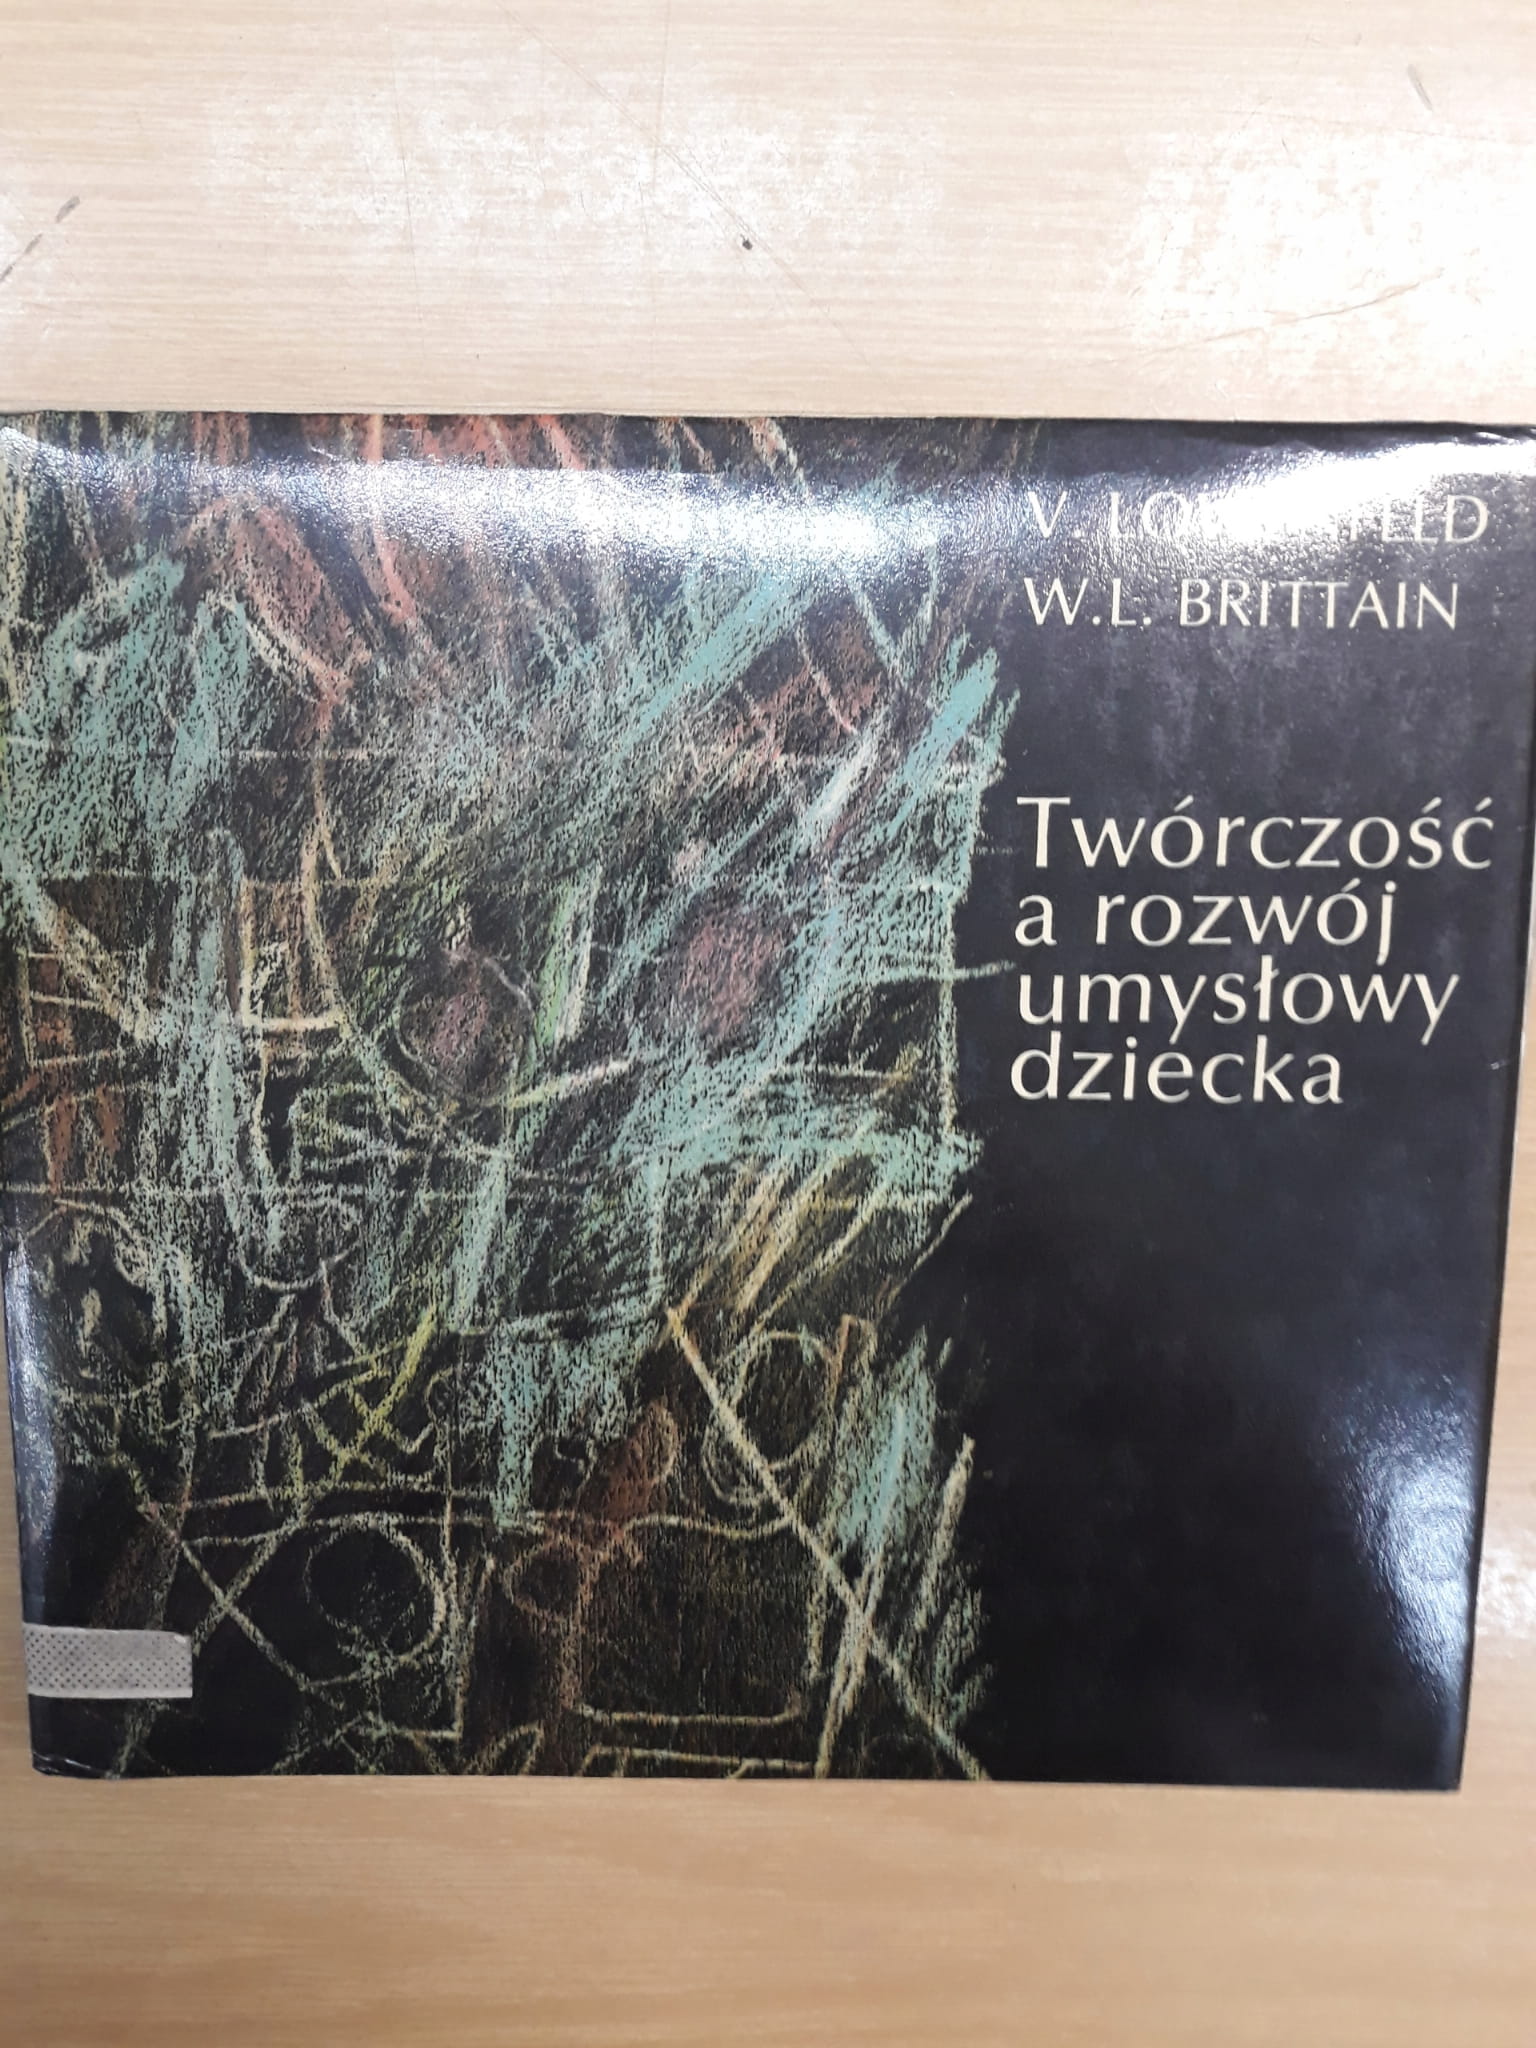 V.
W.L. BRITTAIN
Twórczość
a rozwój
umysłowy
dziecka